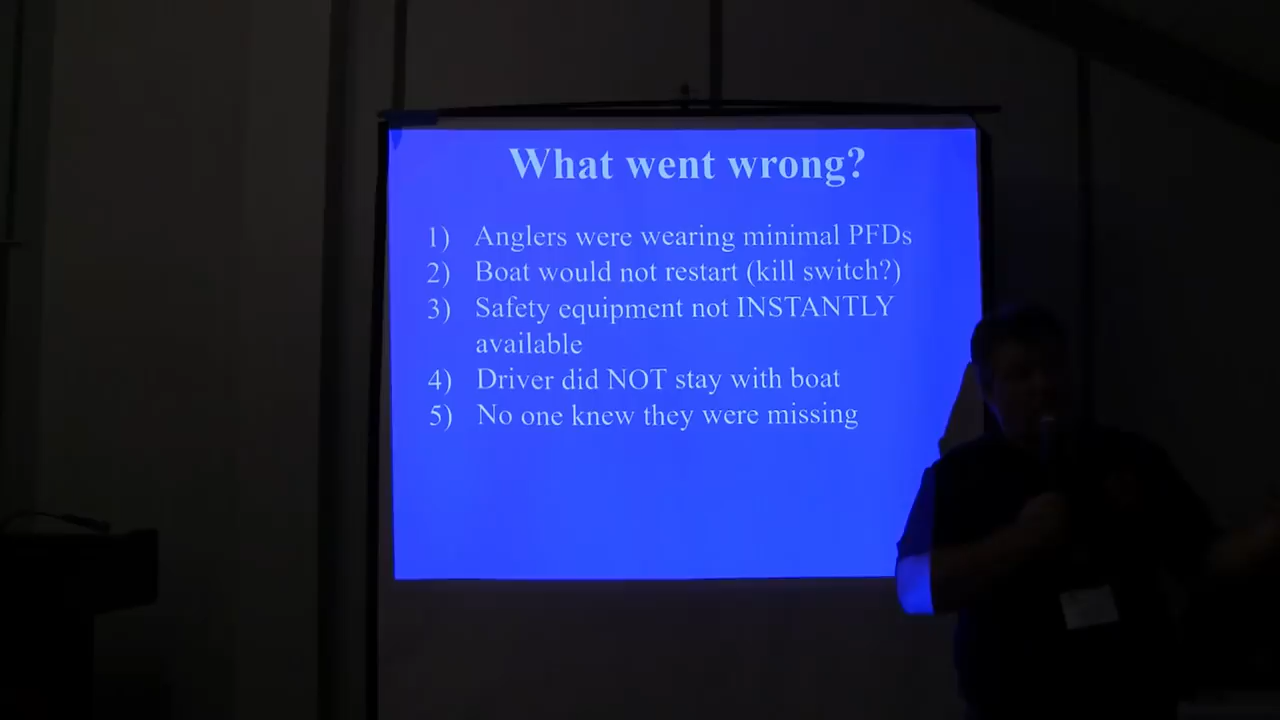 What went wrong?
1) Anglers were wearing minimal PFDs
2) Boat would not restart (kill switch?)
3) Safety equipment not INSTANTLY
available
4) Driver did NOT stay with boat
5) No one knew they were missing